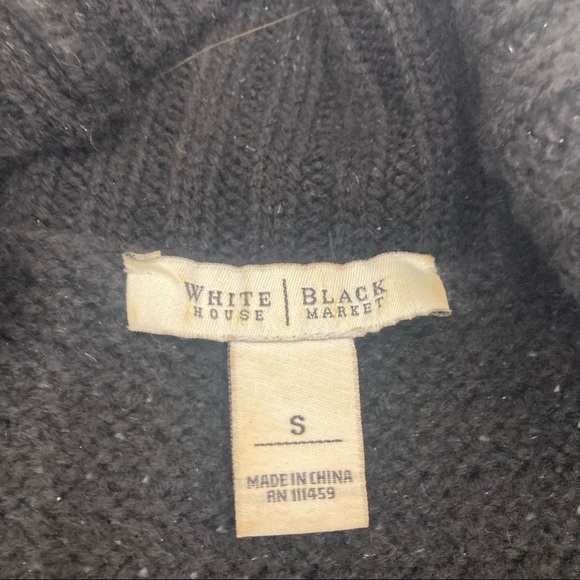 WHITE | BLACK
HOUSE | MARKET
S
MADE IN CHINA
RN 111459